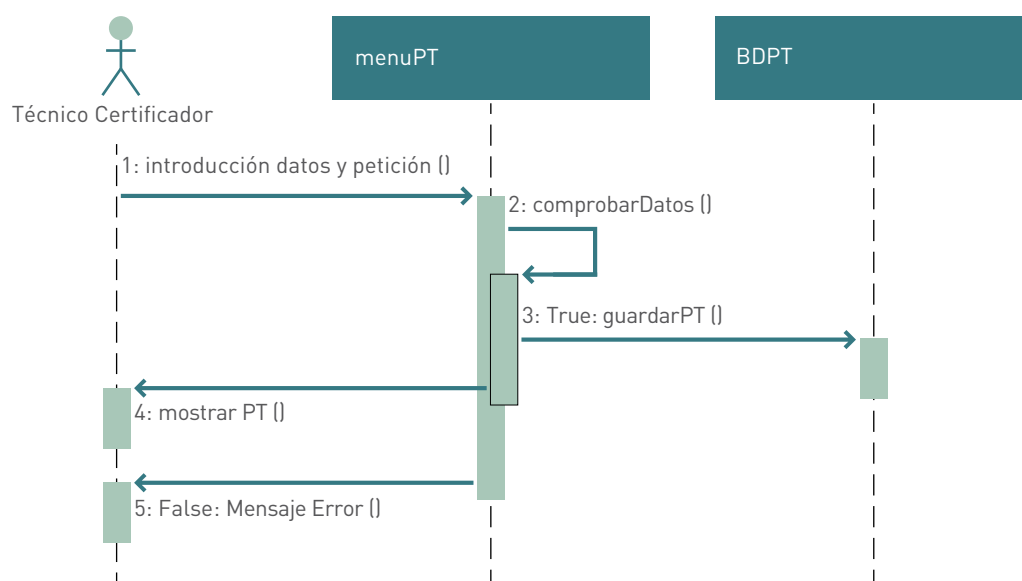 menuPT
BDPT
Técnico Certificador
1: introducción datos y petición ()
2: comprobarDatos ()
3: True: guardarPT ()
4: mostrar PT ()
5: False: Mensaje Error ()